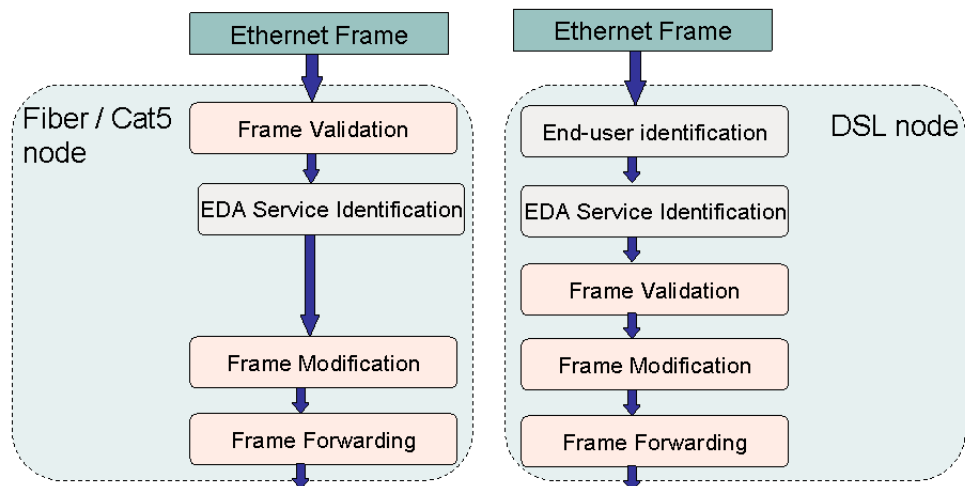 Ethernet Frame
Fiber / Cat5
node
Frame Validation
EDA Service Identification
Frame Modification
Frame Forwarding
Ethernet Frame
DSL node
End-user identification
EDA Service Identification
Frame Validation
Frame Modification
Frame Forwarding